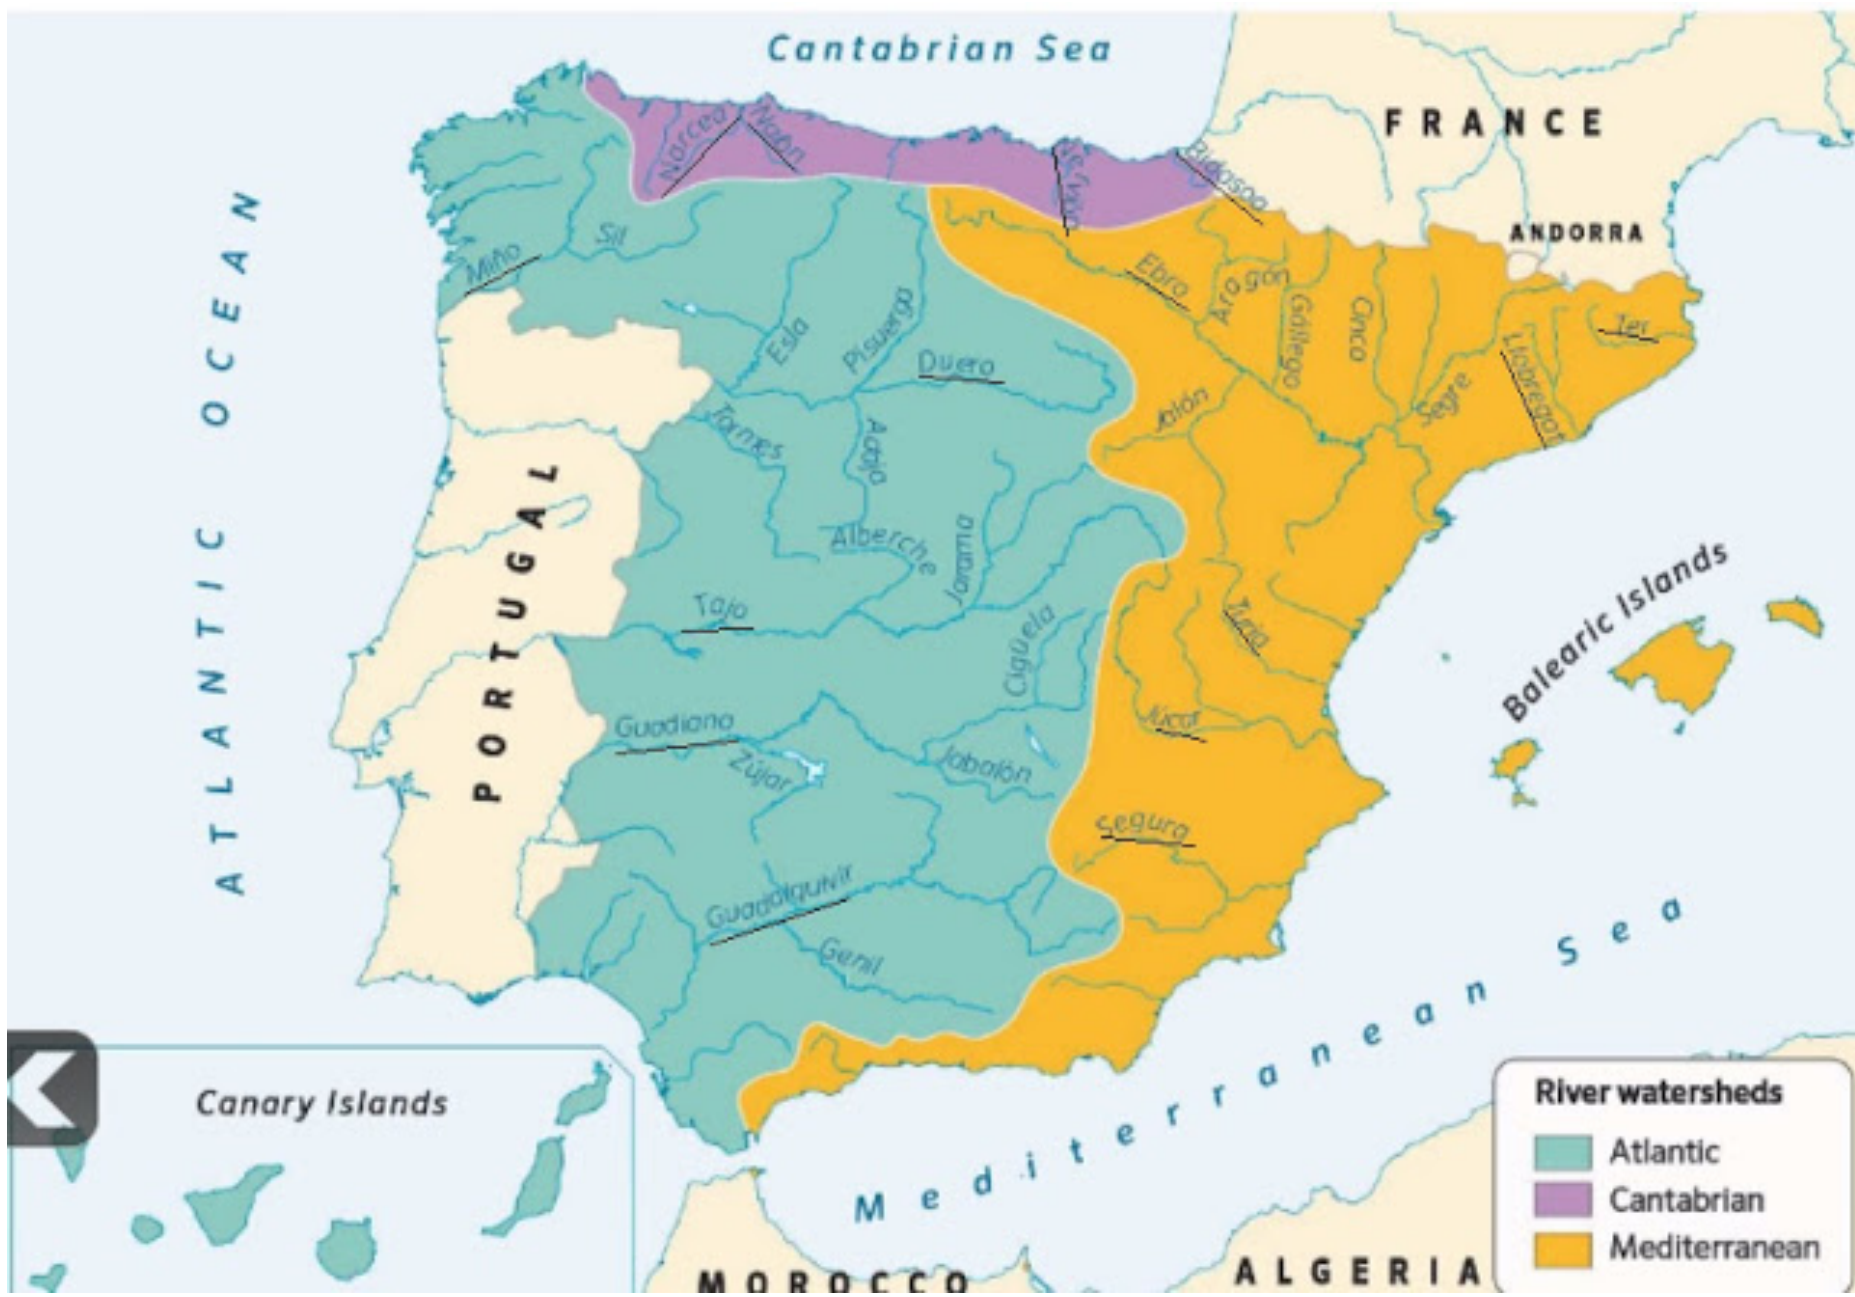 Cantabrian Sea
FRANCE
ANDORRA
ATLANTIC OCEAN
PORTUGAL
Narcea
Nalón
Nervión
Bidasoa
Miño
Sil
Esla
Pisuerga
Duero
Tormes
Adaja
Alberche
Jarama
Tajo
Cigüela
Guadiana
Zújar
Jabalón
Guadalquivir
Genil
Ebro
Aragón
Gállego
Cinca
Segre
Llobregat
Ter
Jalón
Turia
Júcar
Segura
Balearic Islands
Mediterranean Sea
Canary Islands
MOROCCO
ALGERIA
River watersheds
Atlantic
Cantabrian
Mediterranean